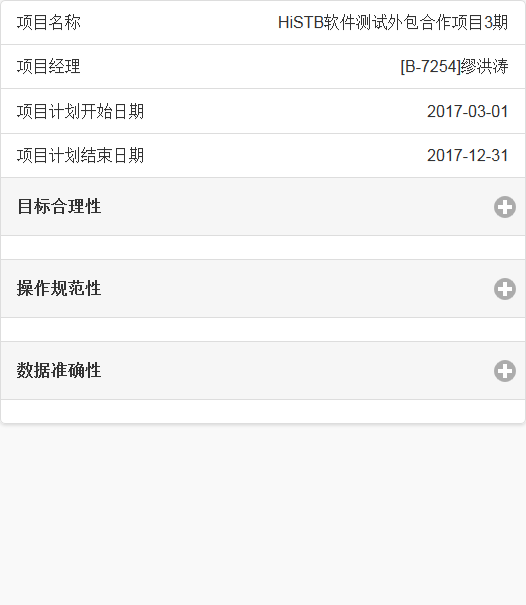 项目名称 HiSTB软件测试外包合作项目3期
项目经理 [B-7254]缪洪涛
项目计划开始日期 2017-03-01
项目计划结束日期 2017-12-31
目标合理性
操作规范性
数据准确性